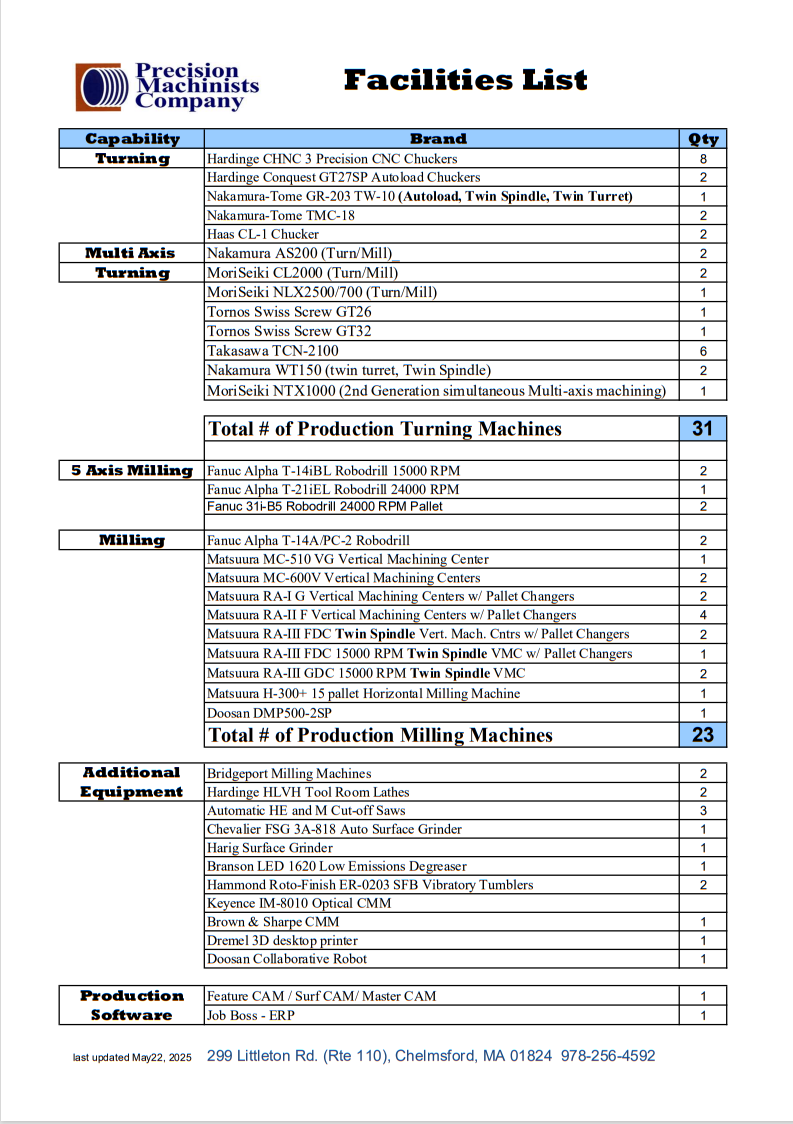 Precision
Machinists
Company
Facilities List
Capability Brand Qty
Turning Hardinge CHNC 3 Precision CNC Chuckers 8
Hardinge Conquest GT27SP Autoload Chuckers 2
Nakamura-Tome GR-203 TW-10 (Autoload, Twin Spindle, Twin Turret) 1
Nakamura-Tome TMC-18 2
Haas CL-1 Chucker 2
Multi Axis Nakamura AS200 (Turn/Mill)_ 2
Turning MoriSeiki CL2000 (Turn/Mill) 2
MoriSeiki NLX2500/700 (Turn/Mill) 1
Tornos Swiss Screw GT26 1
Tornos Swiss Screw GT32 1
Takasawa TCN-2100 6
Nakamura WT150 (twin turret, Twin Spindle) 2
MoriSeiki NTX1000 (2nd Generation simultaneous Multi-axis machining) 1
Total # of Production Turning Machines 31
5 Axis Milling Fanuc Alpha T-14iBL Robodrill 15000 RPM 2
Fanuc Alpha T-21iEL Robodrill 24000 RPM 1
Fanuc 31i-B5 Robodrill 24000 RPM Pallet 2
Milling Fanuc Alpha T-14A/PC-2 Robodrill 2
Matsuura MC-510 VG Vertical Machining Center 1
Matsuura MC-600V Vertical Machining Centers 2
Matsuura RA-I G Vertical Machining Centers w/ Pallet Changers 2
Matsuura RA-II F Vertical Machining Centers w/ Pallet Changers 4
Matsuura RA-III FDC Twin Spindle Vert. Mach. Cntrs w/ Pallet Changers 2
Matsuura RA-III FDC 15000 RPM Twin Spindle VMC w/ Pallet Changers 1
Matsuura RA-III GDC 15000 RPM Twin Spindle VMC 2
Matsuura H-300+ 15 pallet Horizontal Milling Machine 1
Doosan DMP500-2SP 1
Total # of Production Milling Machines 23
Additional Bridgeport Milling Machines 2
Equipment Hardinge HLVH Tool Room Lathes 2
Automatic HE and M Cut-off Saws 3
Chevalier FSG 3A-818 Auto Surface Grinder 1
Harig Surface Grinder 1
Branson LED 1620 Low Emissions Degreaser 1
Hammond Roto-Finish ER-0203 SFB Vibratory Tumblers 2
Keyence IM-8010 Optical CMM
Brown & Sharpe CMM 1
Dremel 3D desktop printer 1
Doosan Collaborative Robot 1
Production Feature CAM / Surf CAM/ Master CAM 1
Software Job Boss - ERP 1
last updated May22, 2025 299 Littleton Rd. (Rte 110), Chelmsford, MA 01824 978-256-4592